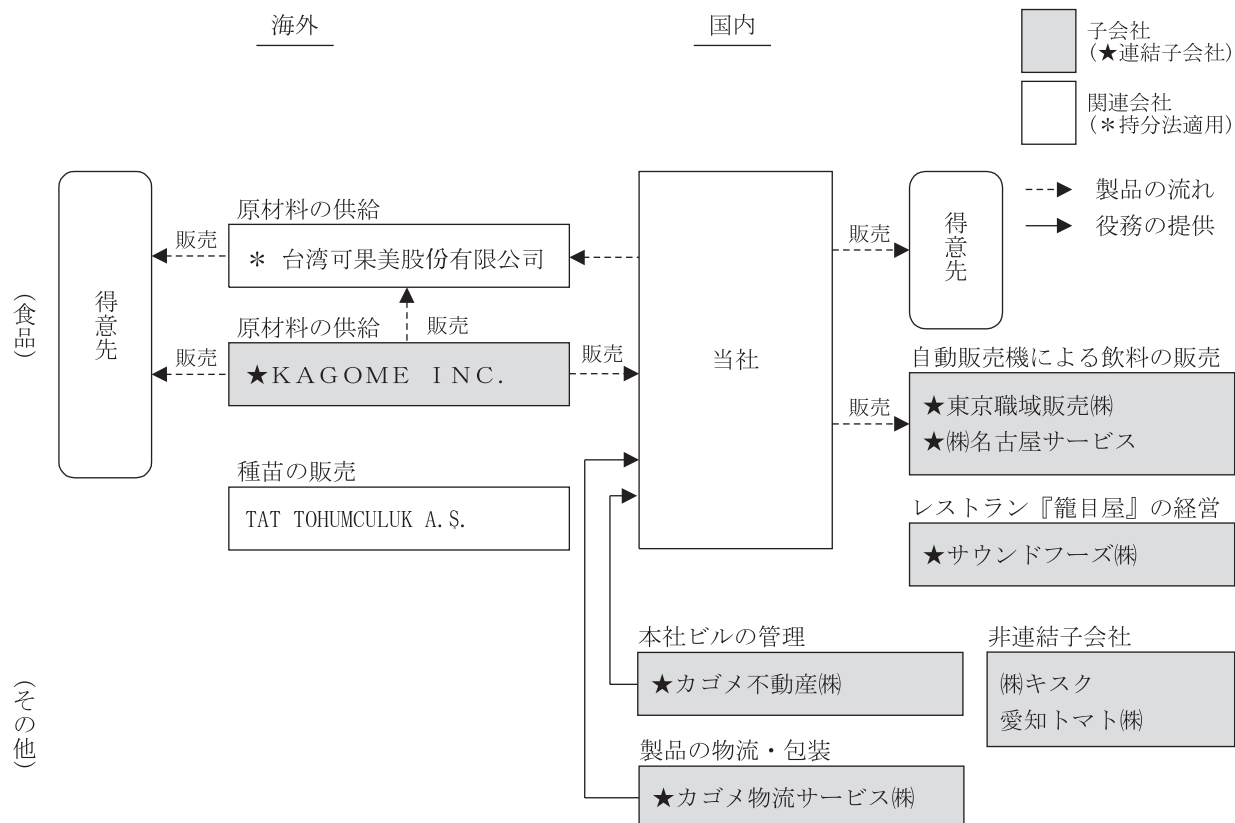 海外
国内
子会社
(★連結子会社)
関連会社
(＊持分法適用)
製品の流れ
役務の提供
(食品)
得意先
販売
原材料の供給
＊ 台湾可果美股份有限公司
販売
原材料の供給
販売
★KAGOME INC.
販売
種苗の販売
TAT TOHUMCULUK A.Ş.
当社
販売
得意先
自動販売機による飲料の販売
販売
★東京職域販売㈱
★㈱名古屋サービス
レストラン『籠目屋』の経営
★サウンドフーズ㈱
(その他)
本社ビルの管理
★カゴメ不動産㈱
非連結子会社
㈱キスク
愛知トマト㈱
製品の物流・包装
★カゴメ物流サービス㈱